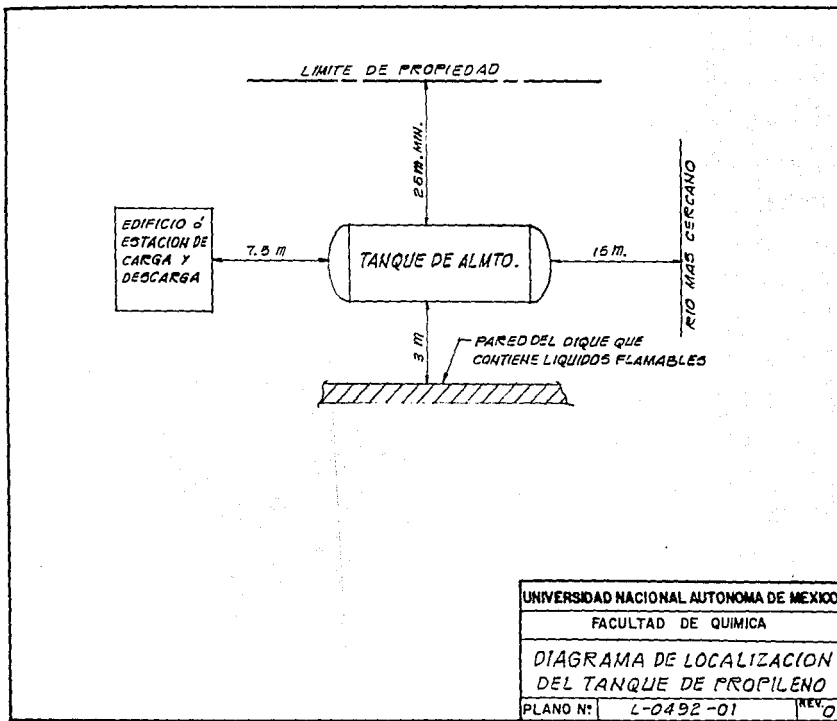 LIMITE DE PROPIEDAD
25 m. MIN.
EDIFICIO ó
ESTACION DE
CARGA Y
DESCARGA
7.5 m
TANQUE DE ALMTO.
15 m.
RIO MAS CERCANO
3 m
PARED DEL DIQUE QUE
CONTIENE LIQUIDOS FLAMABLES
UNIVERSIDAD NACIONAL AUTONOMA DE MEXICO
FACULTAD DE QUIMICA
DIAGRAMA DE LOCALIZACION
DEL TANQUE DE PROPILENO
PLANO Nº: L-0492-01 REV. 0